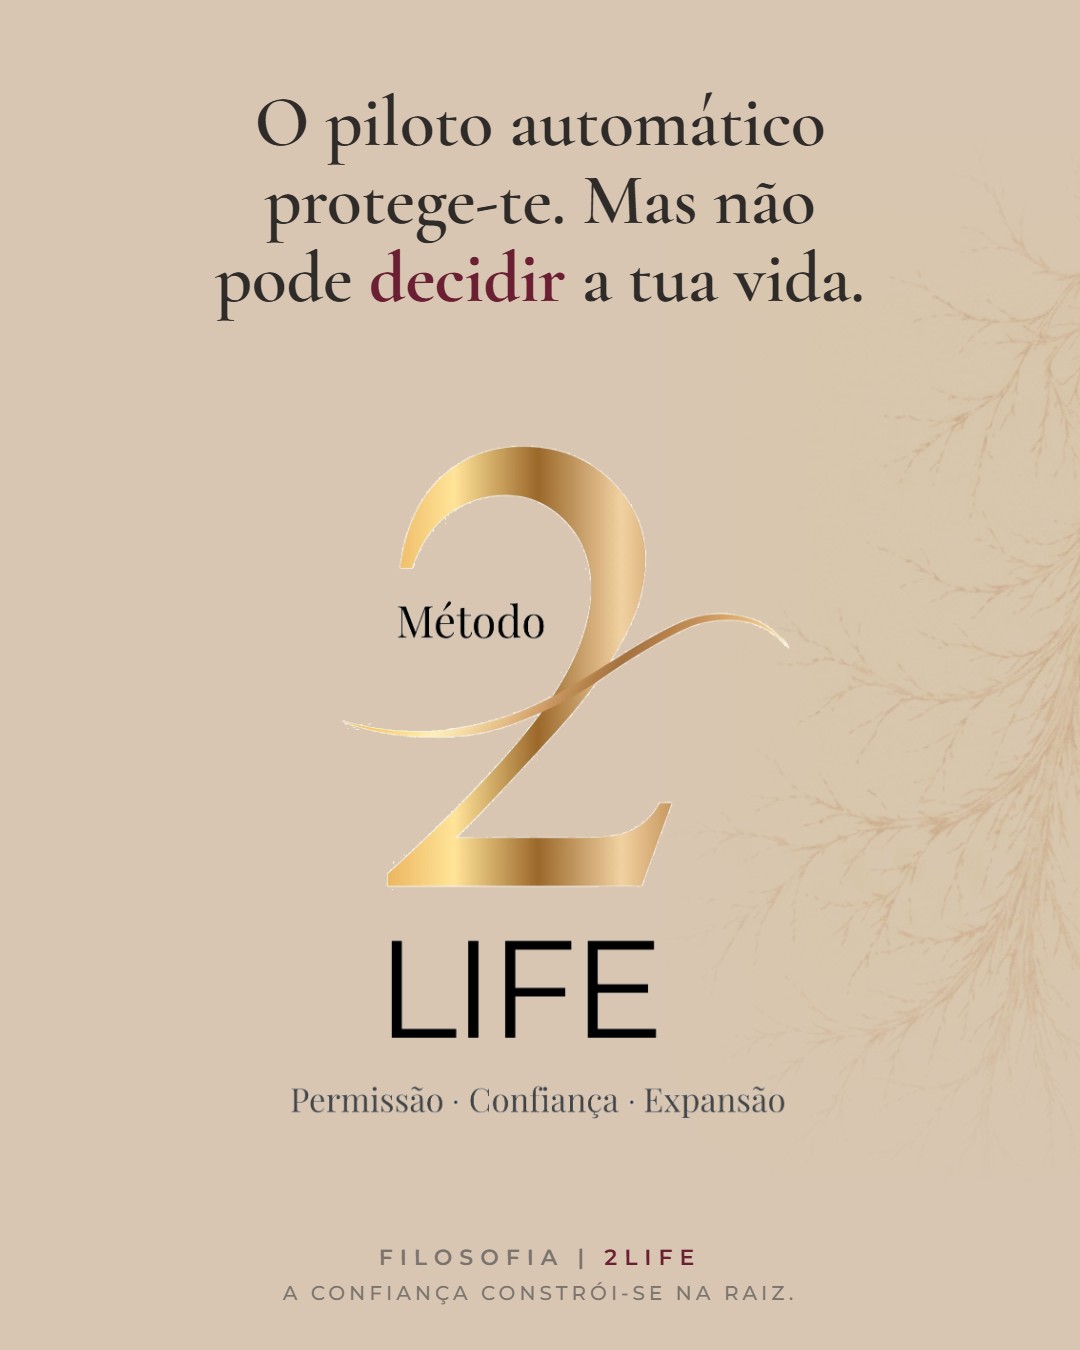 O piloto automático
protege-te. Mas não
pode decidir a tua vida.
Método
2
LIFE
Permissão · Confiança · Expansão
FILOSOFIA | 2LIFE
A CONFIANÇA CONSTRÓI-SE NA RAIZ.